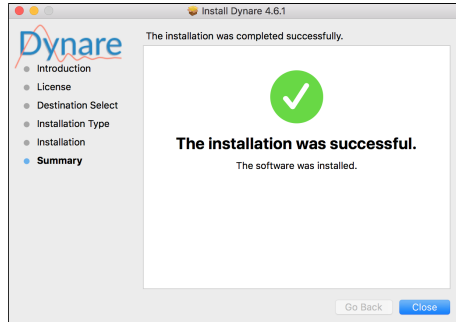 Install Dynare 4.6.1
Dynare
The installation was completed successfully.
Introduction
License
Destination Select
Installation Type
Installation
Summary
The installation was successful.
The software was installed.
Go Back
Close